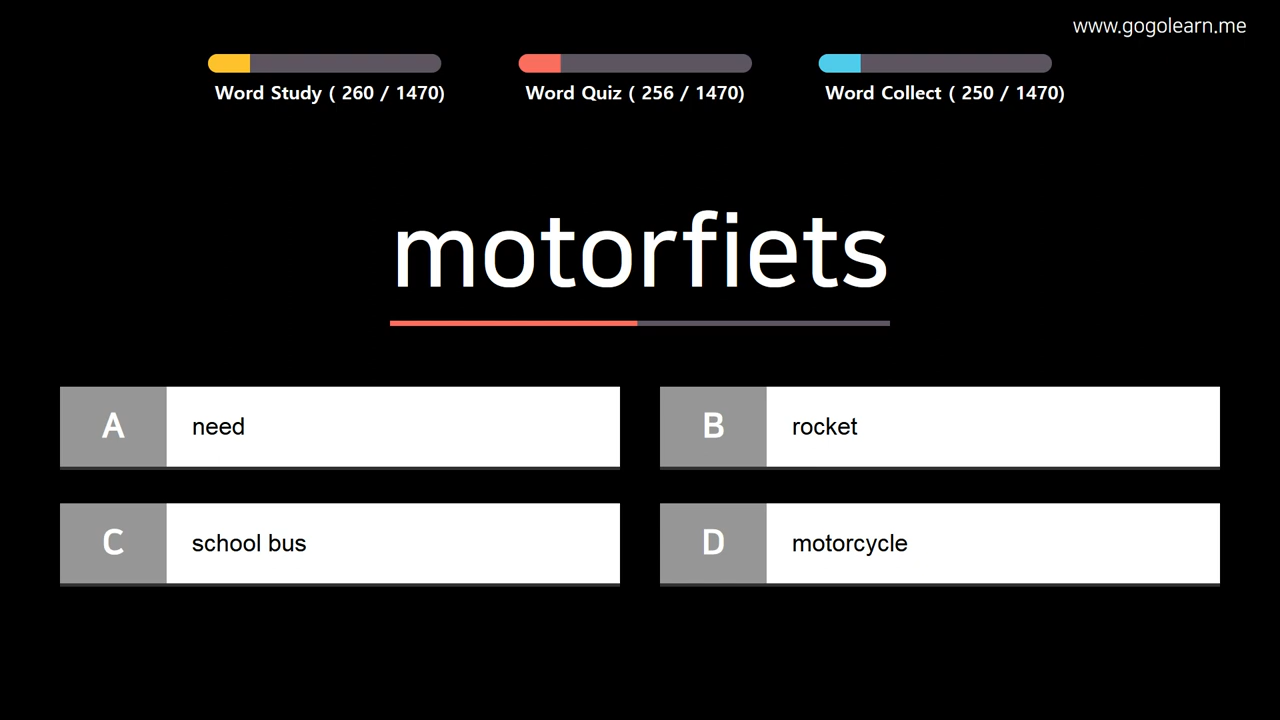 www.gogolearn.me
Word Study ( 260 / 1470)
Word Quiz ( 256 / 1470)
Word Collect ( 250 / 1470)
motorfiets
A need
B rocket
C school bus
D motorcycle